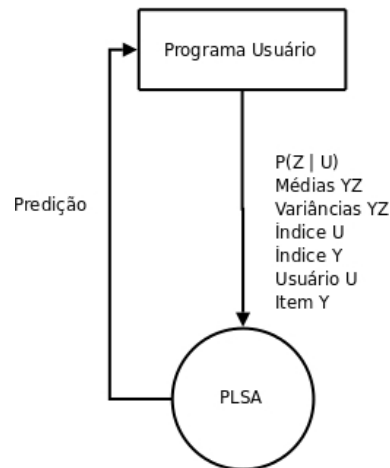 Programa Usuário
P(Z | U)
Médias YZ
Variâncias YZ
Índice U
Índice Y
Usuário U
Item Y
Predição
PLSA